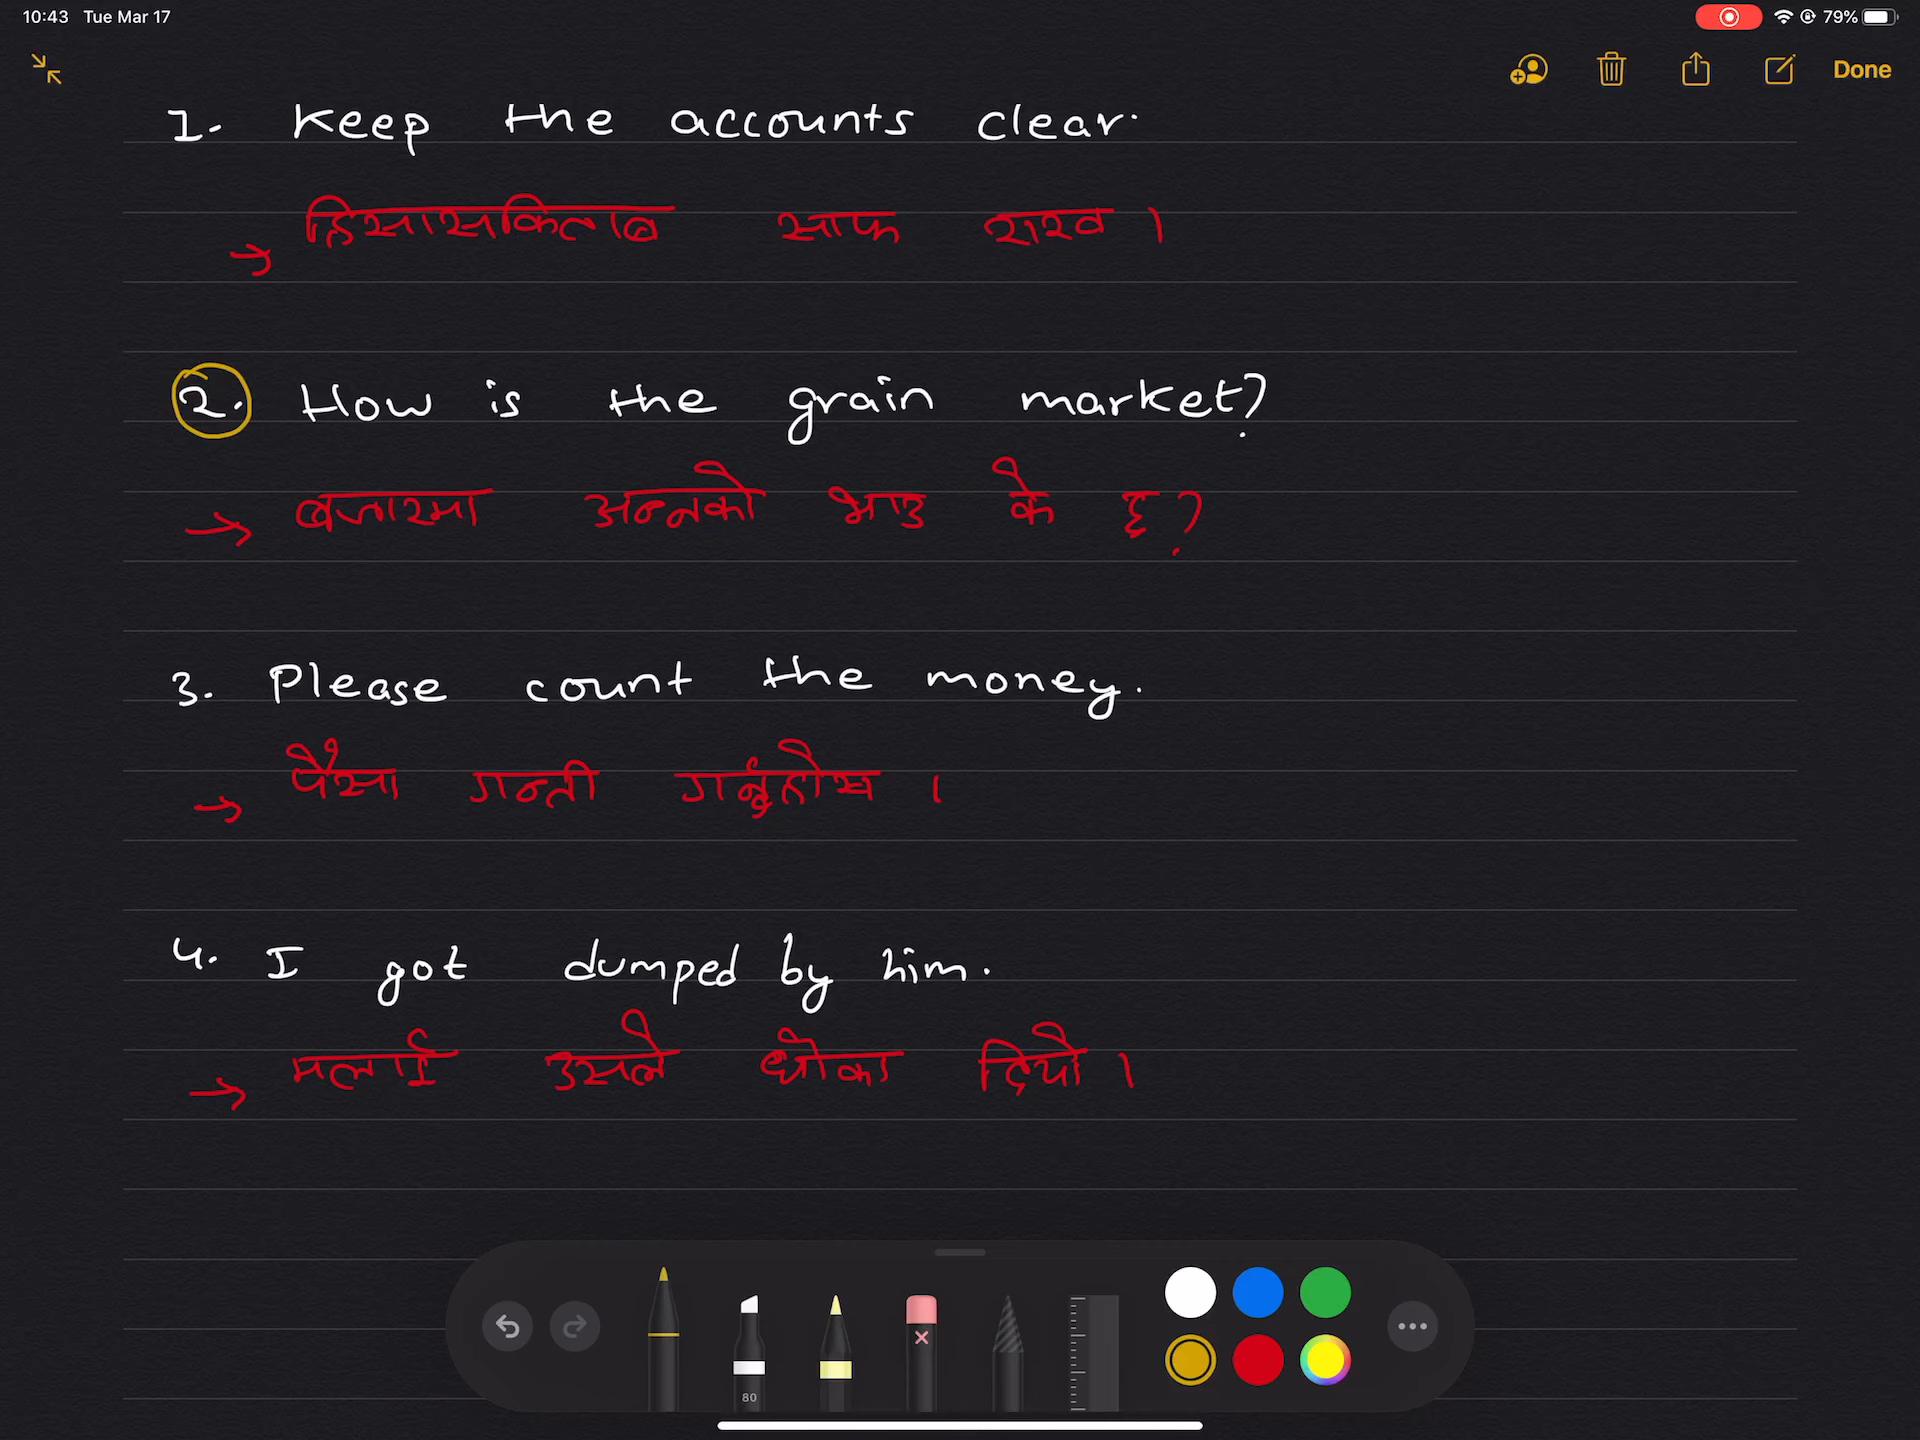 10:43 Tue Mar 17 79%
Done
1. Keep the accounts clear.
→ हिसासकिताब साफ राख ।
2. How is the grain market?
→ बजारमा अन्नको भाउ के छ?
3. Please count the money.
→ पैसा गन्ती गर्नुहोस ।
4. I got dumped by him.
→ मलाई उसले धोका दियो ।
80